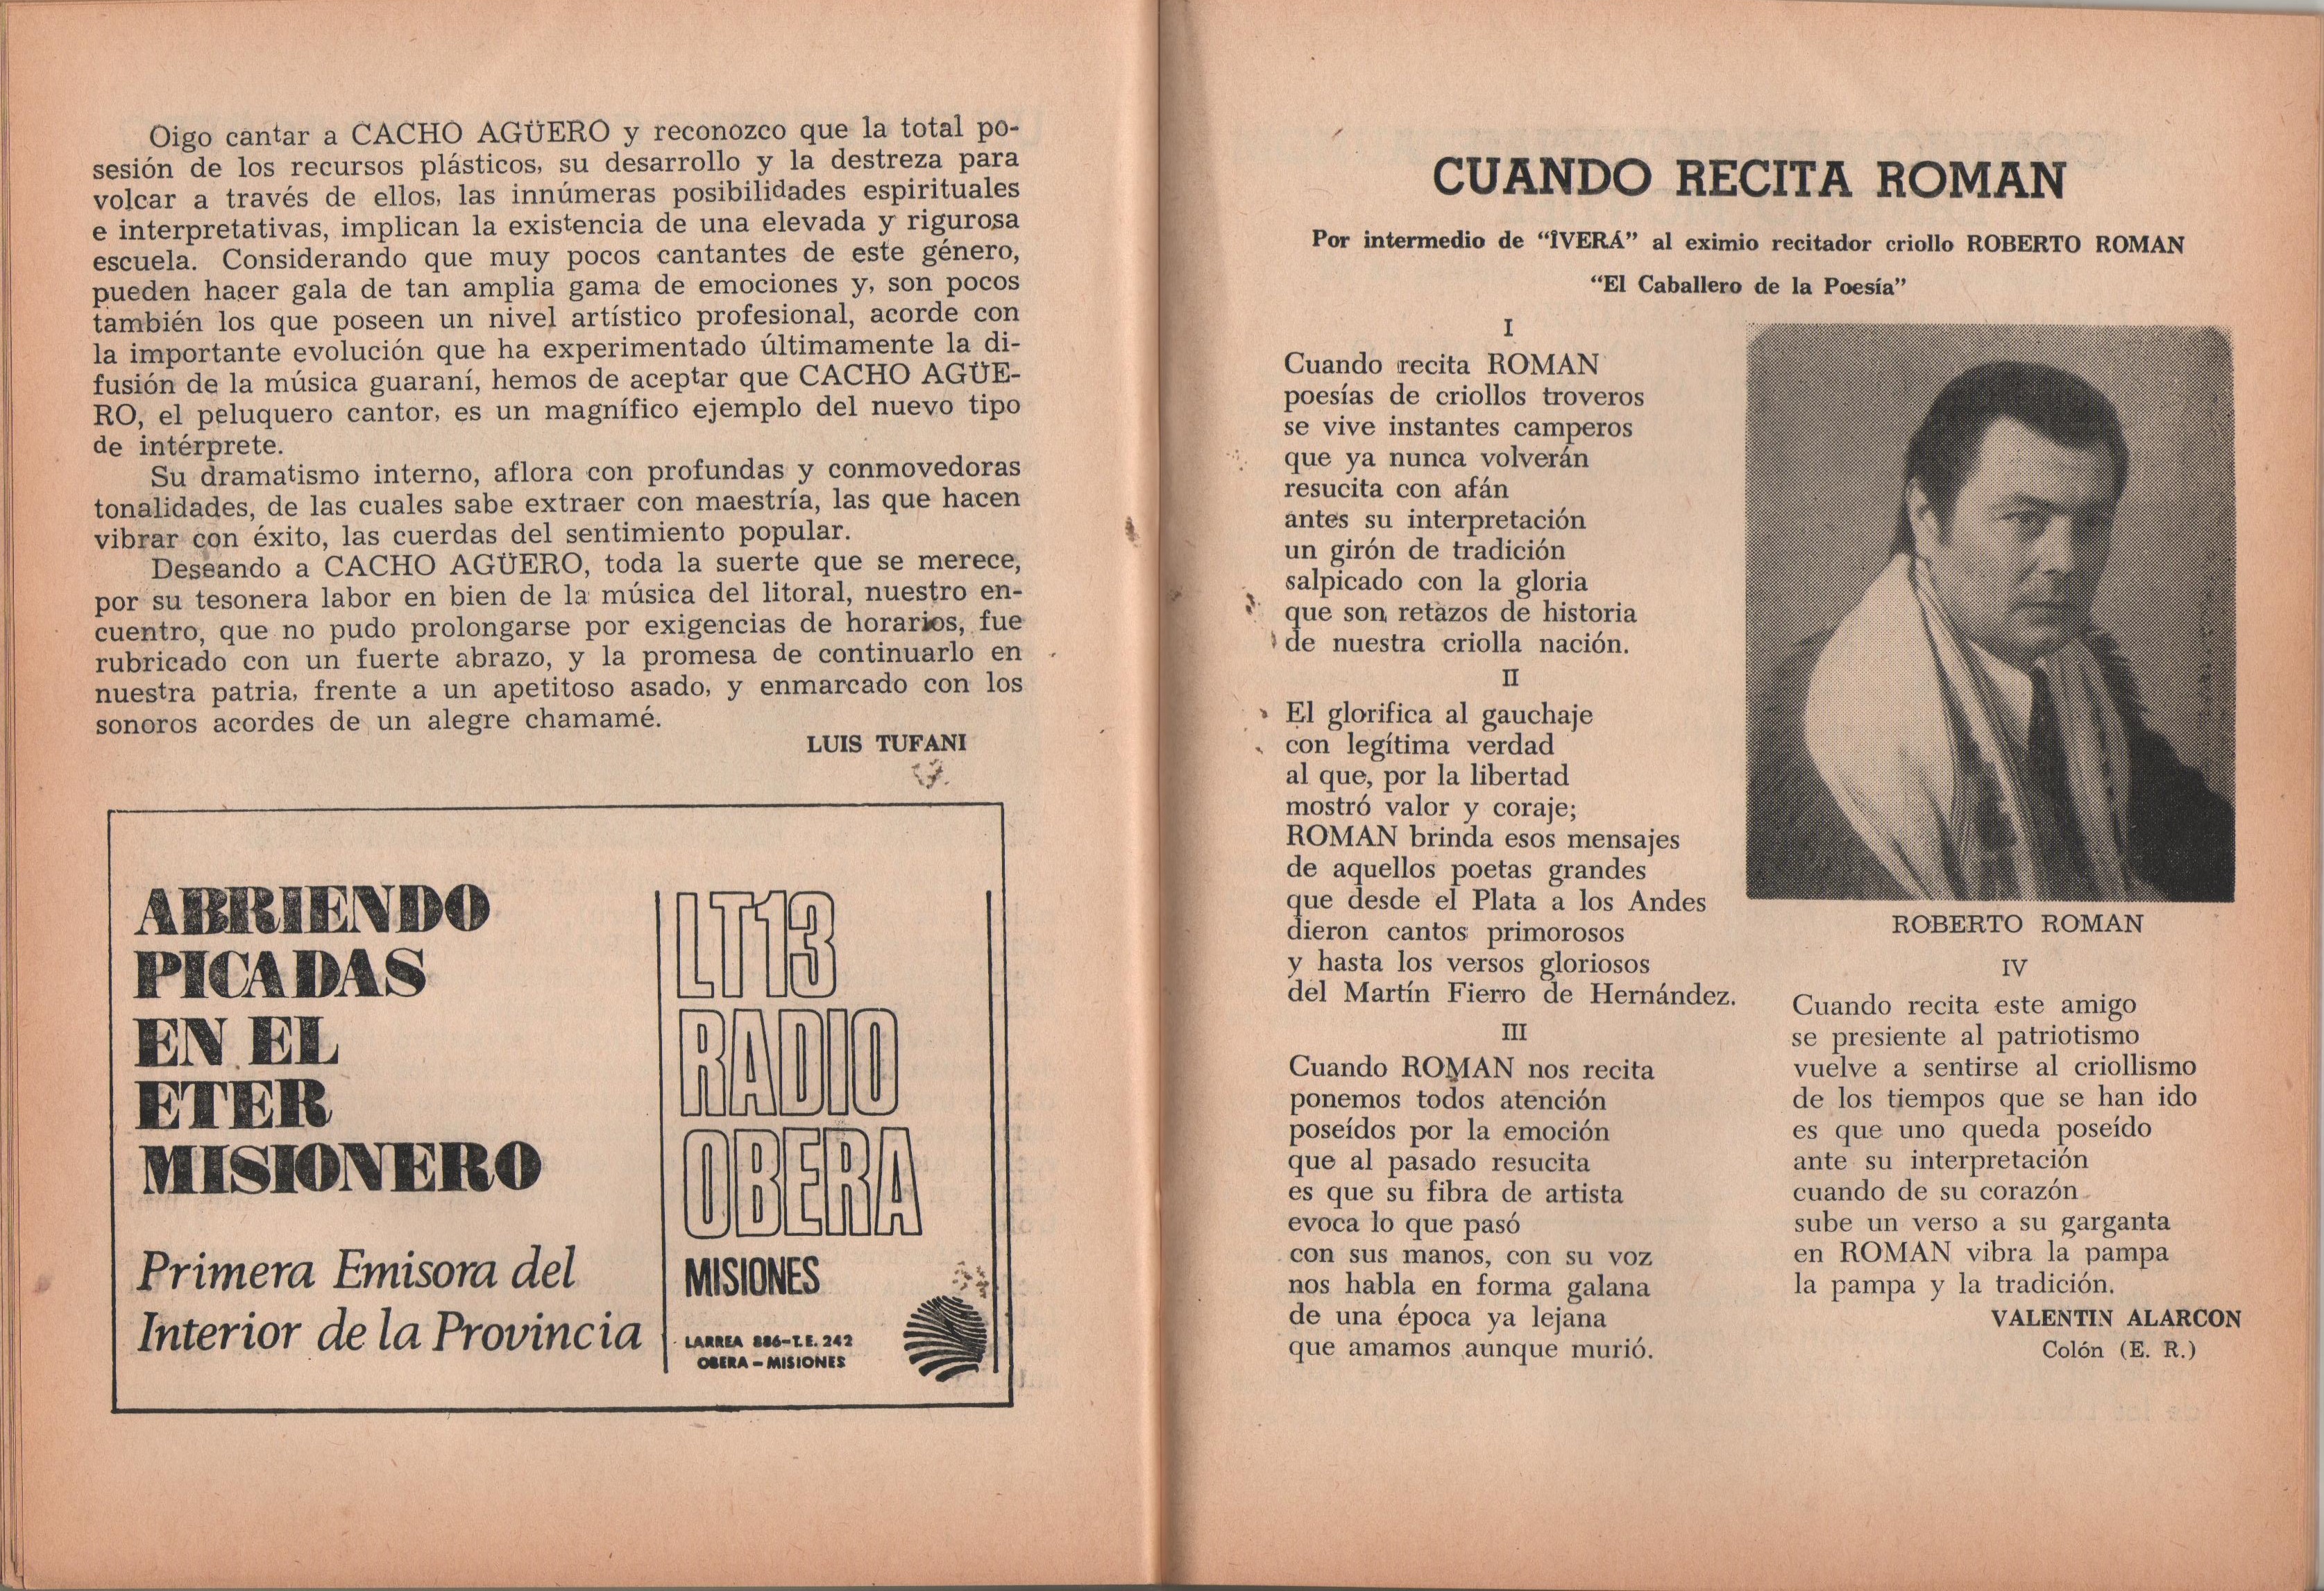 Oigo cantar a CACHO AGÜERO y reconozco que la total po-
sesión de los recursos plásticos, su desarrollo y la destreza para
volcar a través de ellos, las innúmeras posibilidades espirituales
e interpretativas, implican la existencia de una elevada y rigurosa
escuela. Considerando que muy pocos cantantes de este género,
pueden hacer gala de tan amplia gama de emociones y, son pocos
también los que poseen un nivel artístico profesional, acorde con
la importante evolución que ha experimentado últimamente la di-
fusión de la música guaraní, hemos de aceptar que CACHO AGÜE-
RO, el peluquero cantor, es un magnífico ejemplo del nuevo tipo
de intérprete.
Su dramatismo interno, aflora con profundas y conmovedoras
tonalidades, de las cuales sabe extraer con maestría, las que hacen
vibrar con éxito, las cuerdas del sentimiento popular.
Deseando a CACHO AGÜERO, toda la suerte que se merece,
por su tesonera labor en bien de la música del litoral, nuestro en-
cuentro, que no pudo prolongarse por exigencias de horarios, fue
rubricado con un fuerte abrazo, y la promesa de continuarlo en
nuestra patria, frente a un apetitoso asado, y enmarcado con los
sonoros acordes de un alegre chamamé.
LUIS TUFANI
ABRIENDO
PICADAS
EN EL
ETER
MISIONERO
Primera Emisora del
Interior de la Provincia
LT13
RADIO
OBERA
MISIONES
LARREA 886-T.E. 242
OBERA - MISIONES
CUANDO RECITA ROMAN
Por intermedio de "ÎVERÁ" al eximio recitador criollo ROBERTO ROMAN
"El Caballero de la Poesía"
I
Cuando recita ROMAN
poesías de criollos troveros
se vive instantes camperos
que ya nunca volverán
resucita con afán
antes su interpretación
un girón de tradición
salpicado con la gloria
que son retazos de historia
de nuestra criolla nación.
II
El glorifica al gauchaje
con legítima verdad
al que, por la libertad
mostró valor y coraje;
ROMAN brinda esos mensajes
de aquellos poetas grandes
que desde el Plata a los Andes
dieron cantos primorosos
y hasta los versos gloriosos
del Martín Fierro de Hernández.
III
Cuando ROMAN nos recita
ponemos todos atención
poseídos por la emoción
que al pasado resucita
es que su fibra de artista
evoca lo que pasó
con sus manos, con su voz
nos habla en forma galana
de una época ya lejana
que amamos aunque murió.
ROBERTO ROMAN
IV
Cuando recita este amigo
se presiente al patriotismo
vuelve a sentirse al criollismo
de los tiempos que se han ido
es que uno queda poseído
ante su interpretación
cuando de su corazón
sube un verso a su garganta
en ROMAN vibra la pampa
la pampa y la tradición.
VALENTIN ALARCON
Colón (E. R.)